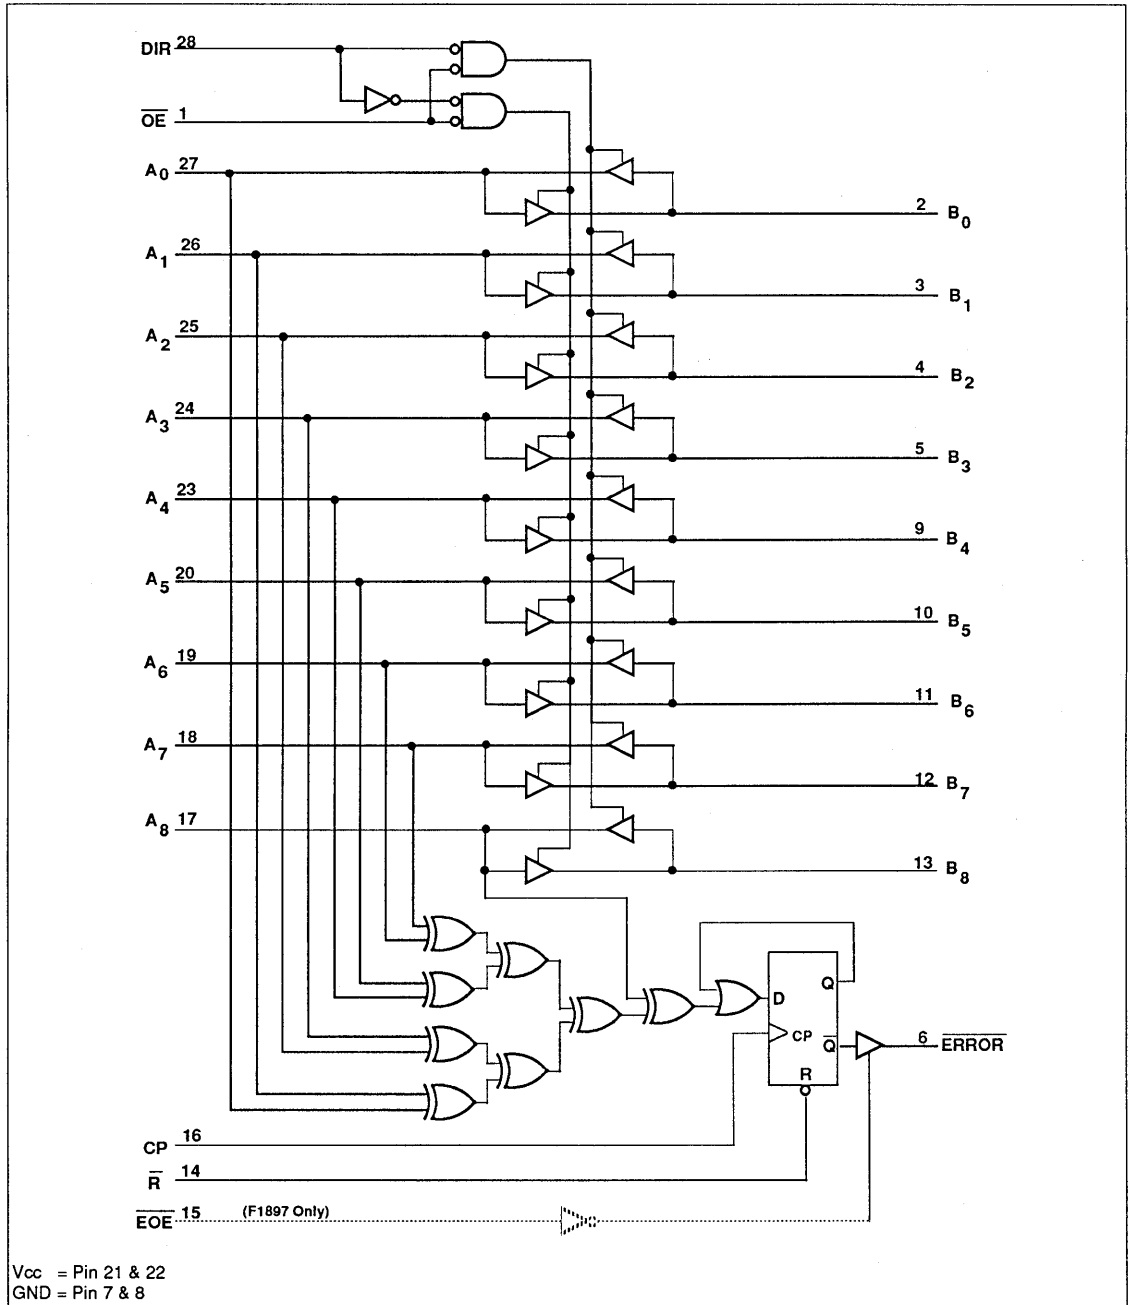 DIR 28
OE 1
A0 27
2 B0
A1 26
3 B1
A2 25
4 B2
A3 24
5 B3
A4 23
9 B4
A5 20
10 B5
A6 19
11 B6
A7 18
12 B7
A8 17
13 B8
D Q
CP Q
6 ERROR
R
CP 16
R 14
EOE 15 (F1897 Only)
Vcc = Pin 21 & 22
GND = Pin 7 & 8